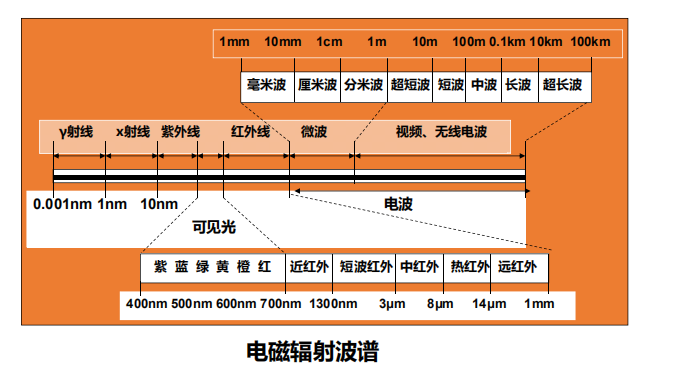 1mm 10mm 1cm 1m 10m 100m 0.1km 10km 100km
毫米波 厘米波 分米波 超短波 短波 中波 长波 超长波
γ射线 x射线 紫外线 红外线 微波 视频、无线电波
0.001nm 1nm 10nm 电波
可见光
紫 蓝 绿 黄 橙 红 近红外 短波红外 中红外 热红外 远红外
400nm 500nm 600nm 700nm 1300nm 3μm 8μm 14μm 1mm
电磁辐射波谱